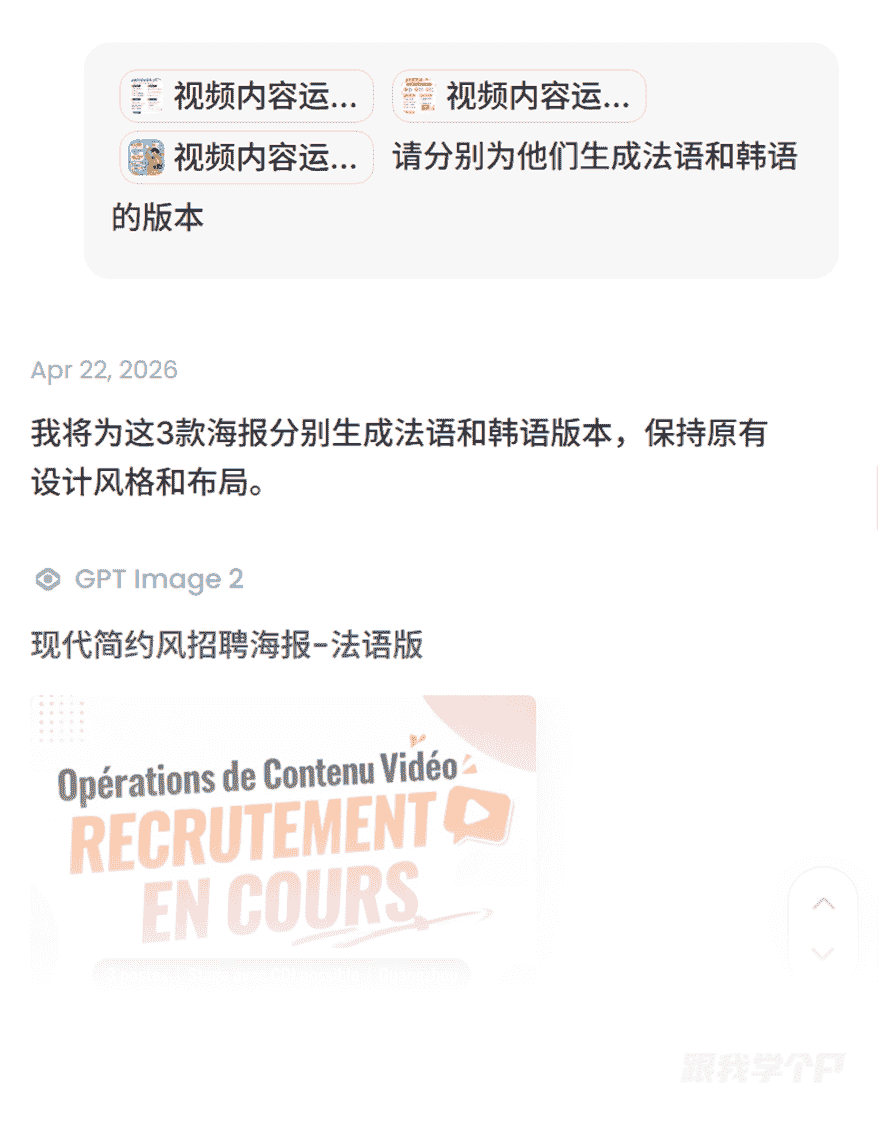 视频内容运...
视频内容运...
视频内容运...
请分别为他们生成法语和韩语
的版本
Apr 22, 2026
我将为这3款海报分别生成法语和韩语版本，保持原有
设计风格和布局。
GPT Image 2
现代简约风招聘海报-法语版
Opérations de Contenu Vidéo
RECRUTEMENT
EN COURS
跟我学个P